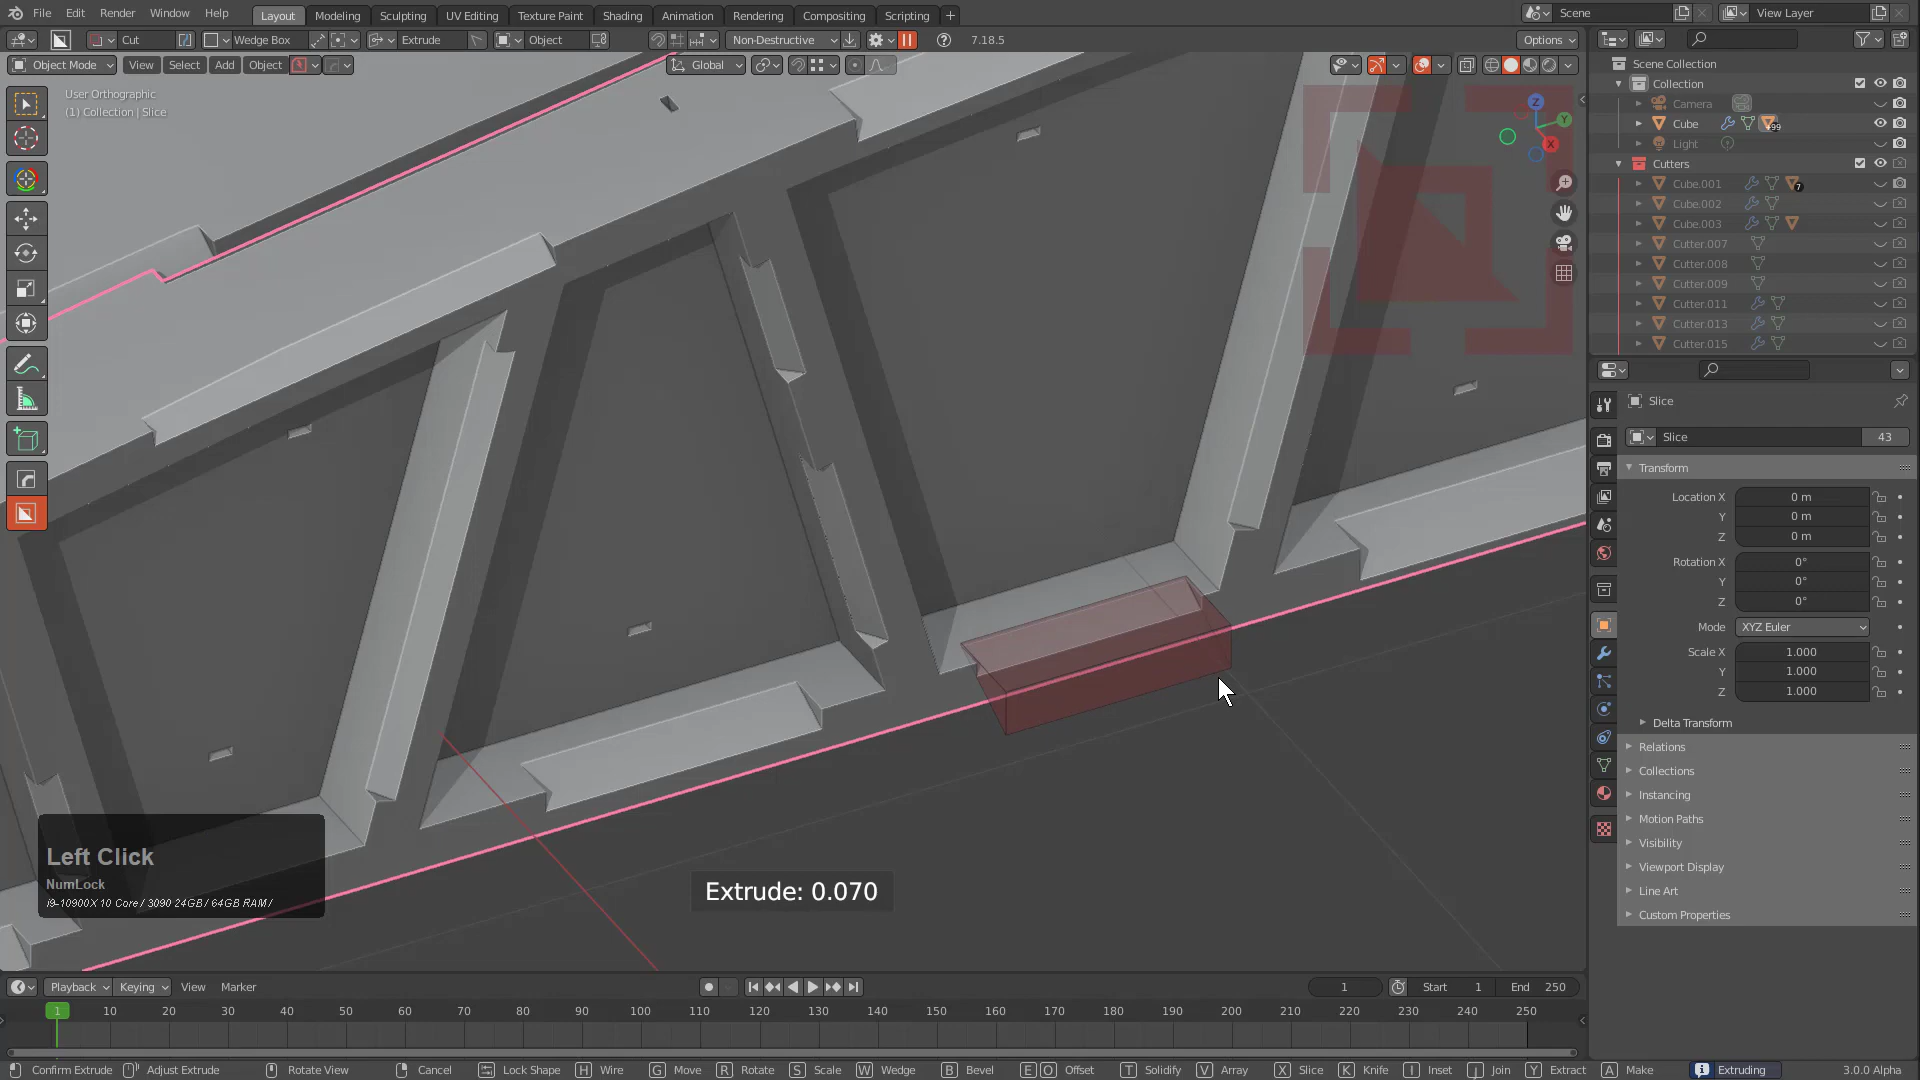 File Edit Render Window Help Layout Modeling Sculpting UV Editing Texture Paint Shading Animation Rendering Compositing Scripting + Scene View Layer
Cut Wedge Box Extrude Object Non-Destructive 7.18.5 Options
Object Mode View Select Add Object Global
User Orthographic
(1) Collection | Slice
Z
Y
X
Scene Collection
Collection
Camera
Cube 99
Light
Cutters
Cube.001 7
Cube.002
Cube.003
Cutter.007
Cutter.008
Cutter.009
Cutter.011
Cutter.013
Cutter.015
Slice
Slice 43
Transform
Location X 0 m
Y 0 m
Z 0 m
Rotation X 0°
Y 0°
Z 0°
Mode XYZ Euler
Scale X 1.000
Y 1.000
Z 1.000
Delta Transform
Relations
Collections
Instancing
Motion Paths
Visibility
Viewport Display
Line Art
Custom Properties
Left Click
NumLock
i9-10900X 10 Core / 3090 24GB / 64GB RAM /
Extrude: 0.070
Playback Keying View Marker 1 Start 1 End 250
1 10 20 30 40 50 60 70 80 90 100 110 120 130 140 150 160 170 180 190 200 210 220 230 240 250
Confirm Extrude Adjust Extrude Rotate View Cancel Lock Shape H Wire G Move R Rotate S Scale W Wedge B Bevel E O Offset T Solidify V Array X Slice K Knife I Inset J Join Y Extract A Make Extruding 3.0.0 Alpha